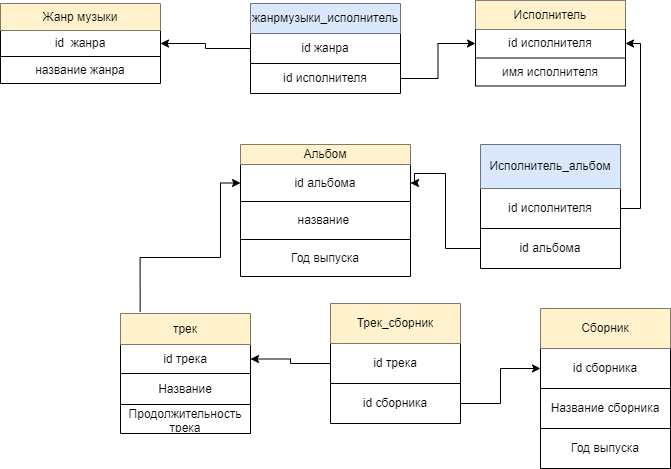 Жанр музыки
id жанра
название жанра
жанрмузыки_исполнитель
id жанра
id исполнителя
Исполнитель
id исполнителя
имя исполнителя
Альбом
id альбома
название
Год выпуска
Исполнитель_альбом
id исполнителя
id альбома
трек
id трека
Название
Продолжительность
трека
Трек_сборник
id трека
id сборника
Сборник
id сборника
Название сборника
Год выпуска